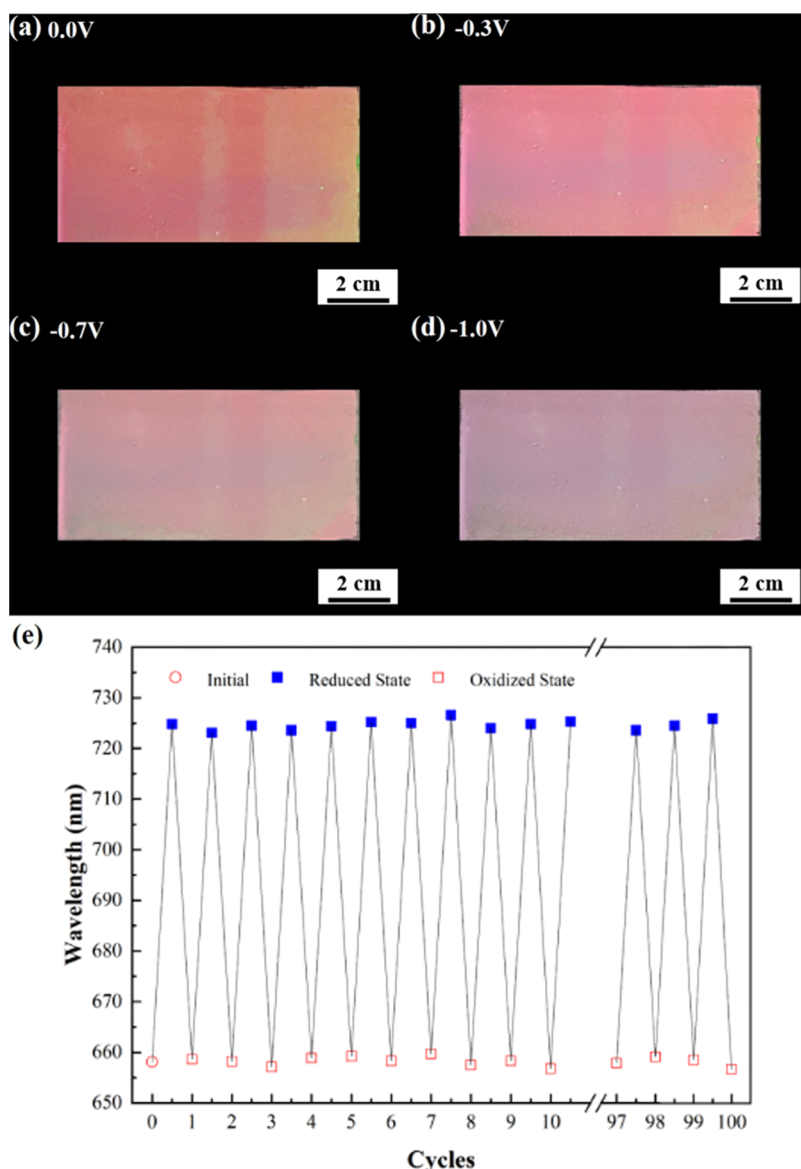 (a) 0.0V
(b) -0.3V
2 cm
2 cm
(c) -0.7V
(d) -1.0V
2 cm
2 cm
(e)
740
730
720
710
700
690
680
670
660
650
Wavelength (nm)
Initial
Reduced State
Oxidized State
0 1 2 3 4 5 6 7 8 9 10 97 98 99 100
Cycles